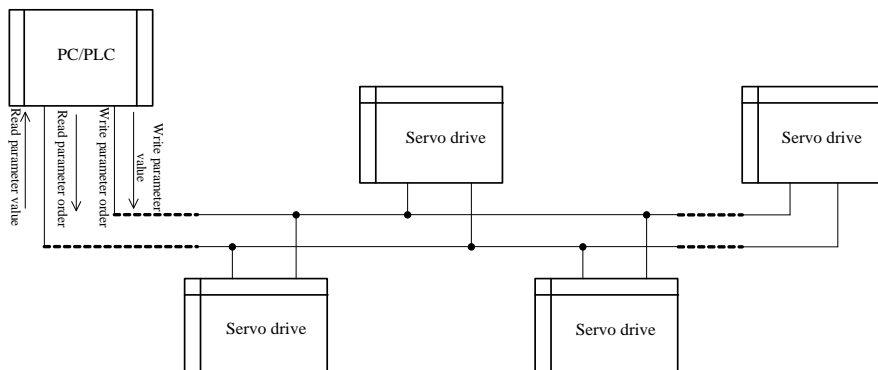 PC/PLC
Read parameter value
Read parameter order
Write parameter order
Write parameter
value
Servo drive
Servo drive
Servo drive
Servo drive